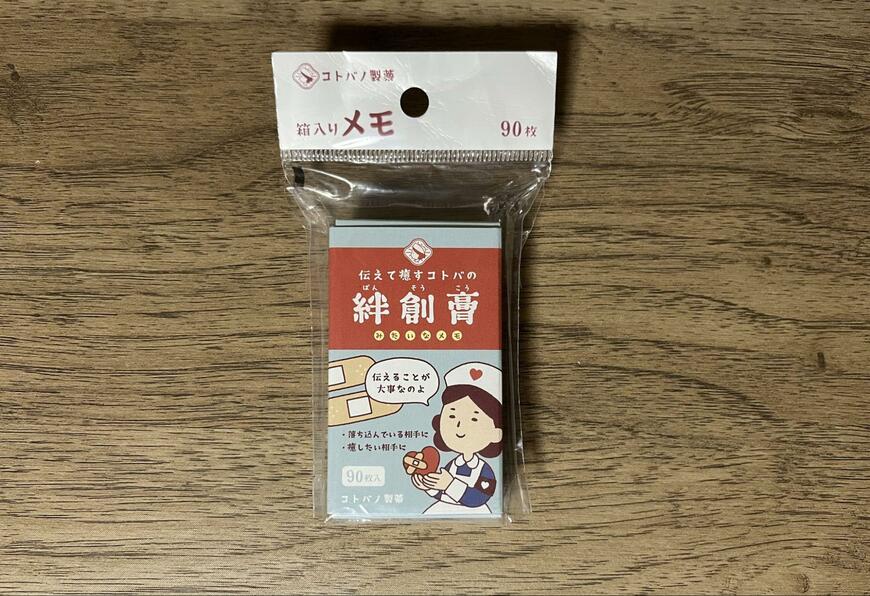 コトバノ製薬
箱入りメモ 90枚
伝えて癒すコトバの
ばん そう こう
絆創膏
みたいなメモ
伝えることが
大事なのよ
・落ち込んでいる相手に
・癒したい相手に
90枚入
コトバノ製薬